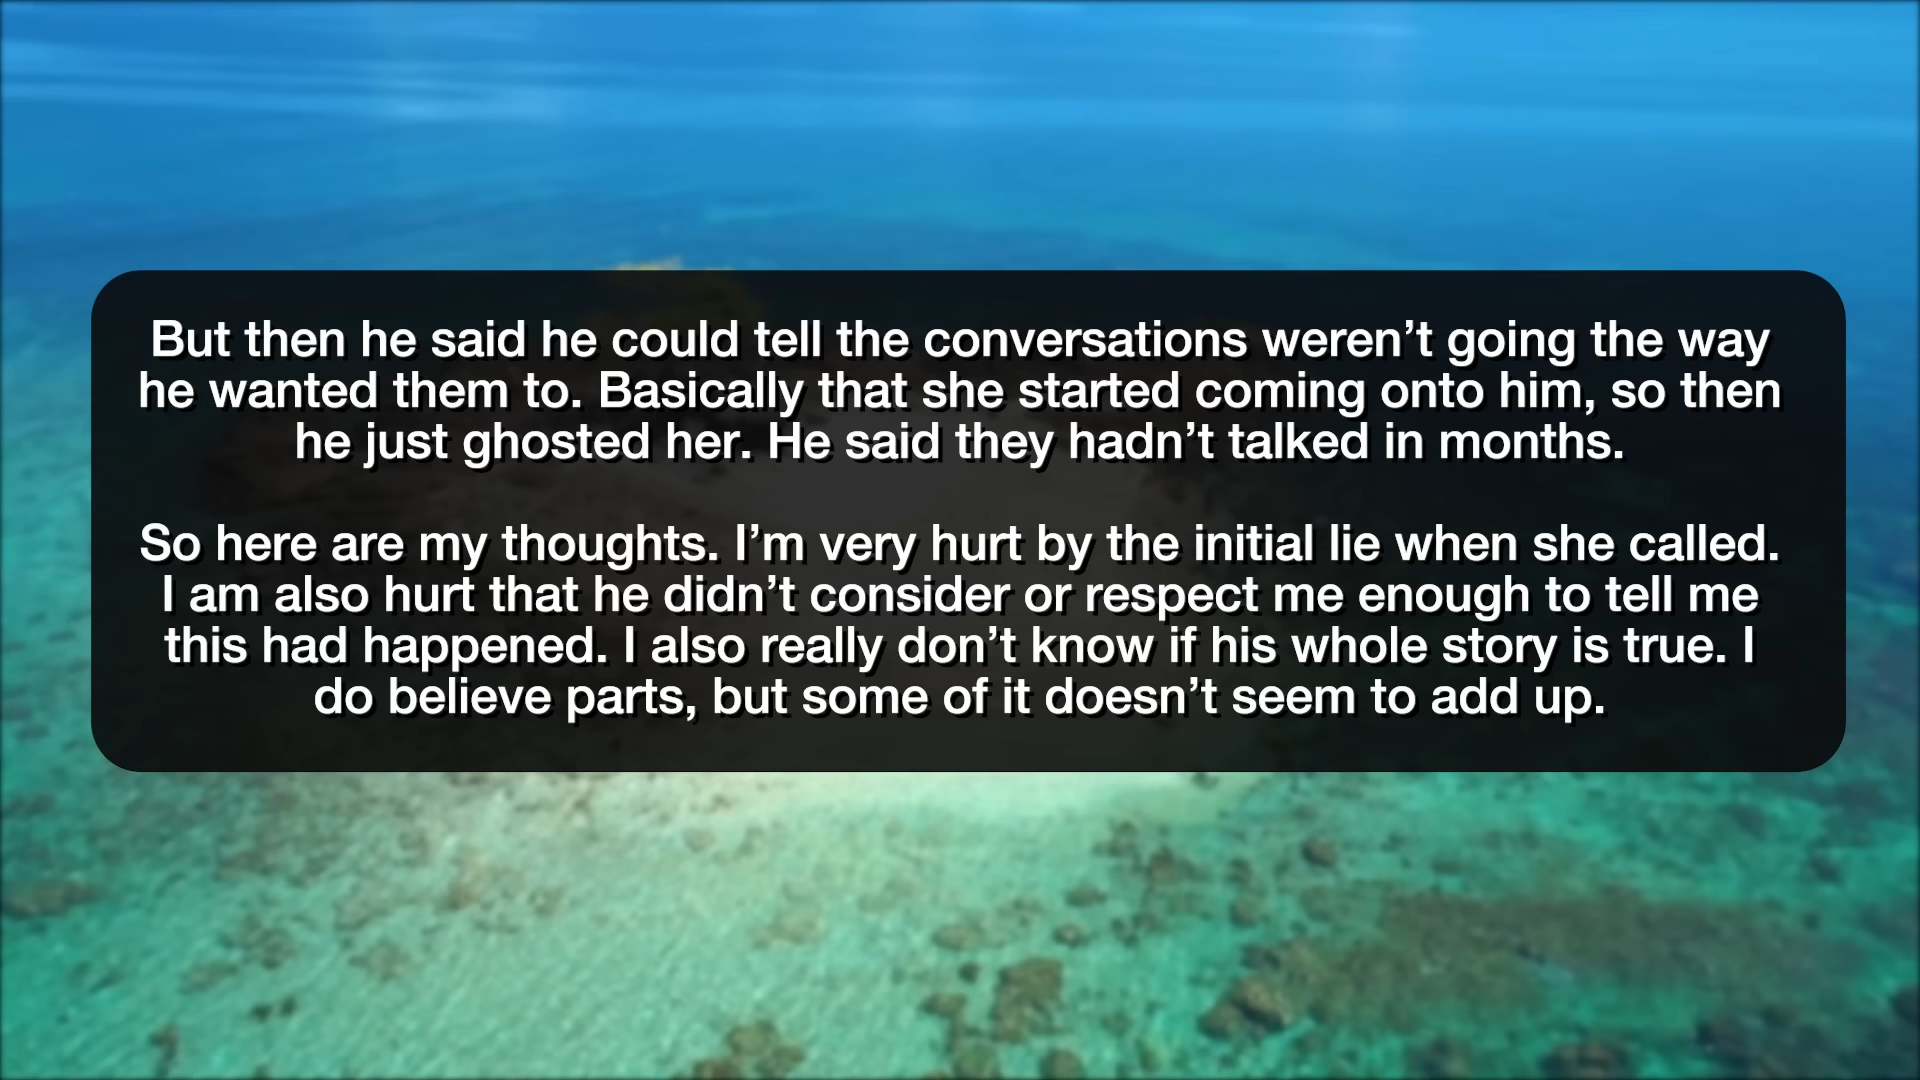 But then he said he could tell the conversations weren’t going the way
he wanted them to. Basically that she started coming onto him, so then
he just ghosted her. He said they hadn’t talked in months.
So here are my thoughts. I’m very hurt by the initial lie when she called.
I am also hurt that he didn’t consider or respect me enough to tell me
this had happened. I also really don’t know if his whole story is true. I
do believe parts, but some of it doesn’t seem to add up.